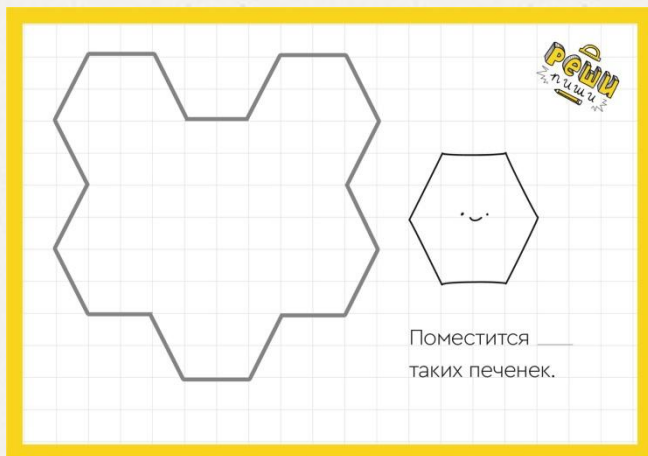 реши
пиши
Поместится ____
таких печенек.